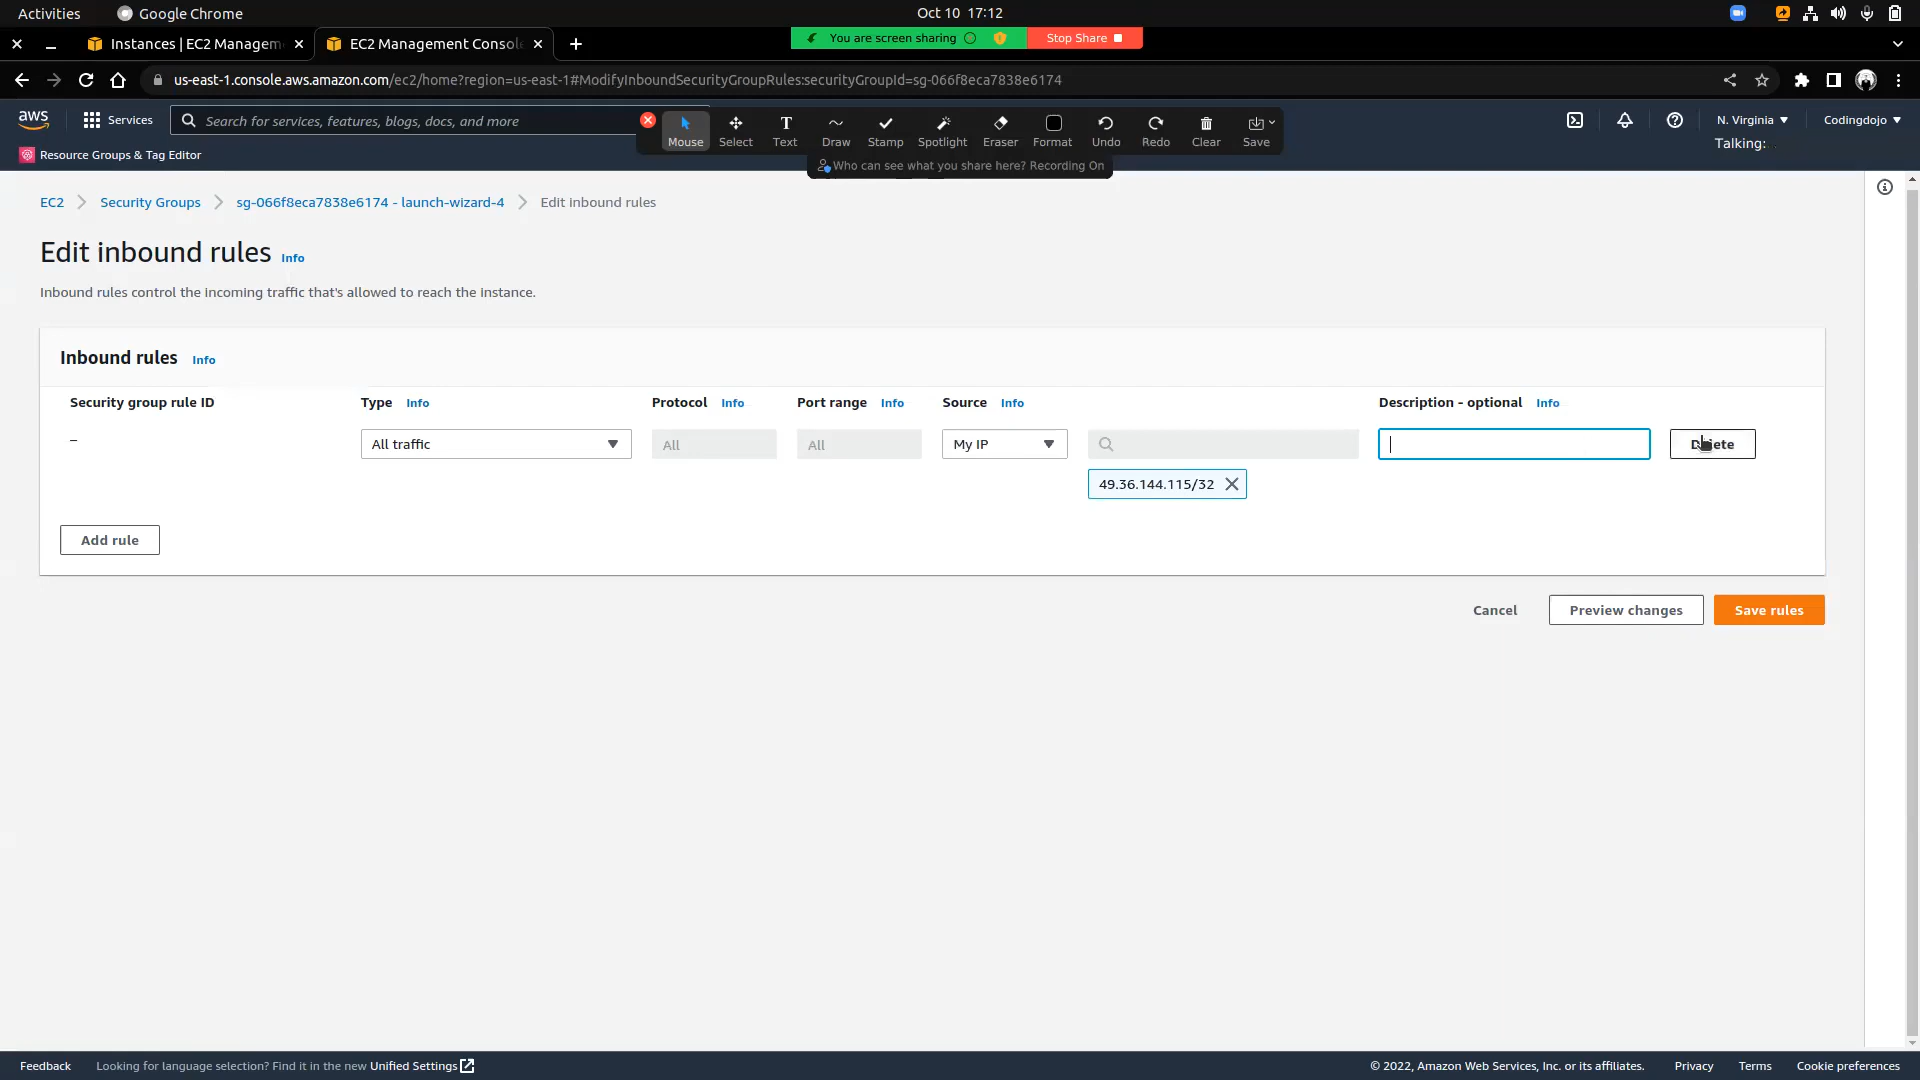 Activities Google Chrome Oct 10 17:12
Instances | EC2 Managem EC2 Management Consol You are screen sharing Stop Share
us-east-1.console.aws.amazon.com/ec2/home?region=us-east-1#ModifyInboundSecurityGroupRules:securityGroupId=sg-066f8eca7838e6174
aws Services Search for services, features, blogs, docs, and more N. Virginia Codingdojo
Mouse Select Text Draw Stamp Spotlight Eraser Format Undo Redo Clear Save
Talking:
Resource Groups & Tag Editor
Who can see what you share here? Recording On
EC2 Security Groups sg-066f8eca7838e6174 - launch-wizard-4 Edit inbound rules
Edit inbound rules Info
Inbound rules control the incoming traffic that's allowed to reach the instance.
Inbound rules Info
Security group rule ID Type Info Protocol Info Port range Info Source Info Description - optional Info
– All traffic All All My IP Delete
49.36.144.115/32
Add rule
Cancel Preview changes Save rules
Feedback Looking for language selection? Find it in the new Unified Settings © 2022, Amazon Web Services, Inc. or its affiliates. Privacy Terms Cookie preferences